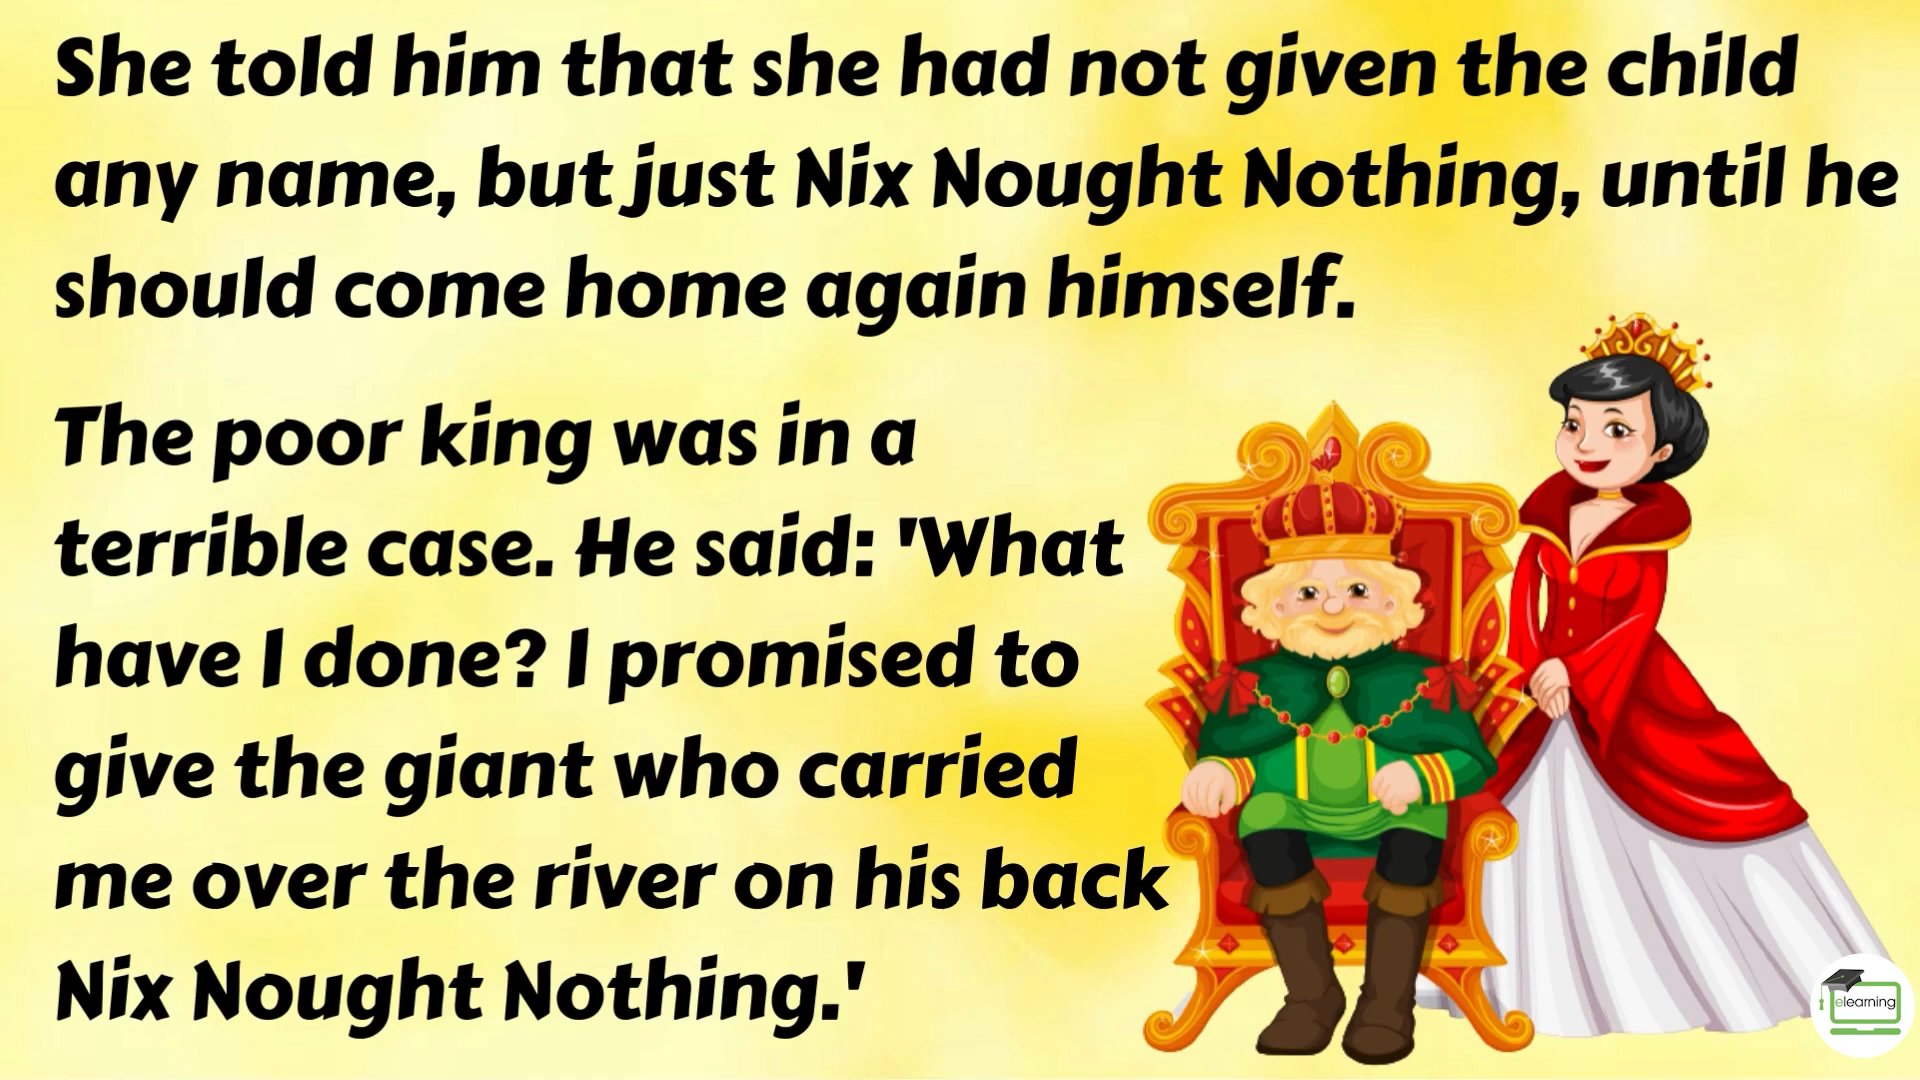 She told him that she had not given the child
any name, but just Nix Nought Nothing, until he
should come home again himself.
The poor king was in a
terrible case. He said: 'What
have I done? I promised to
give the giant who carried
me over the river on his back
Nix Nought Nothing.'
elearning